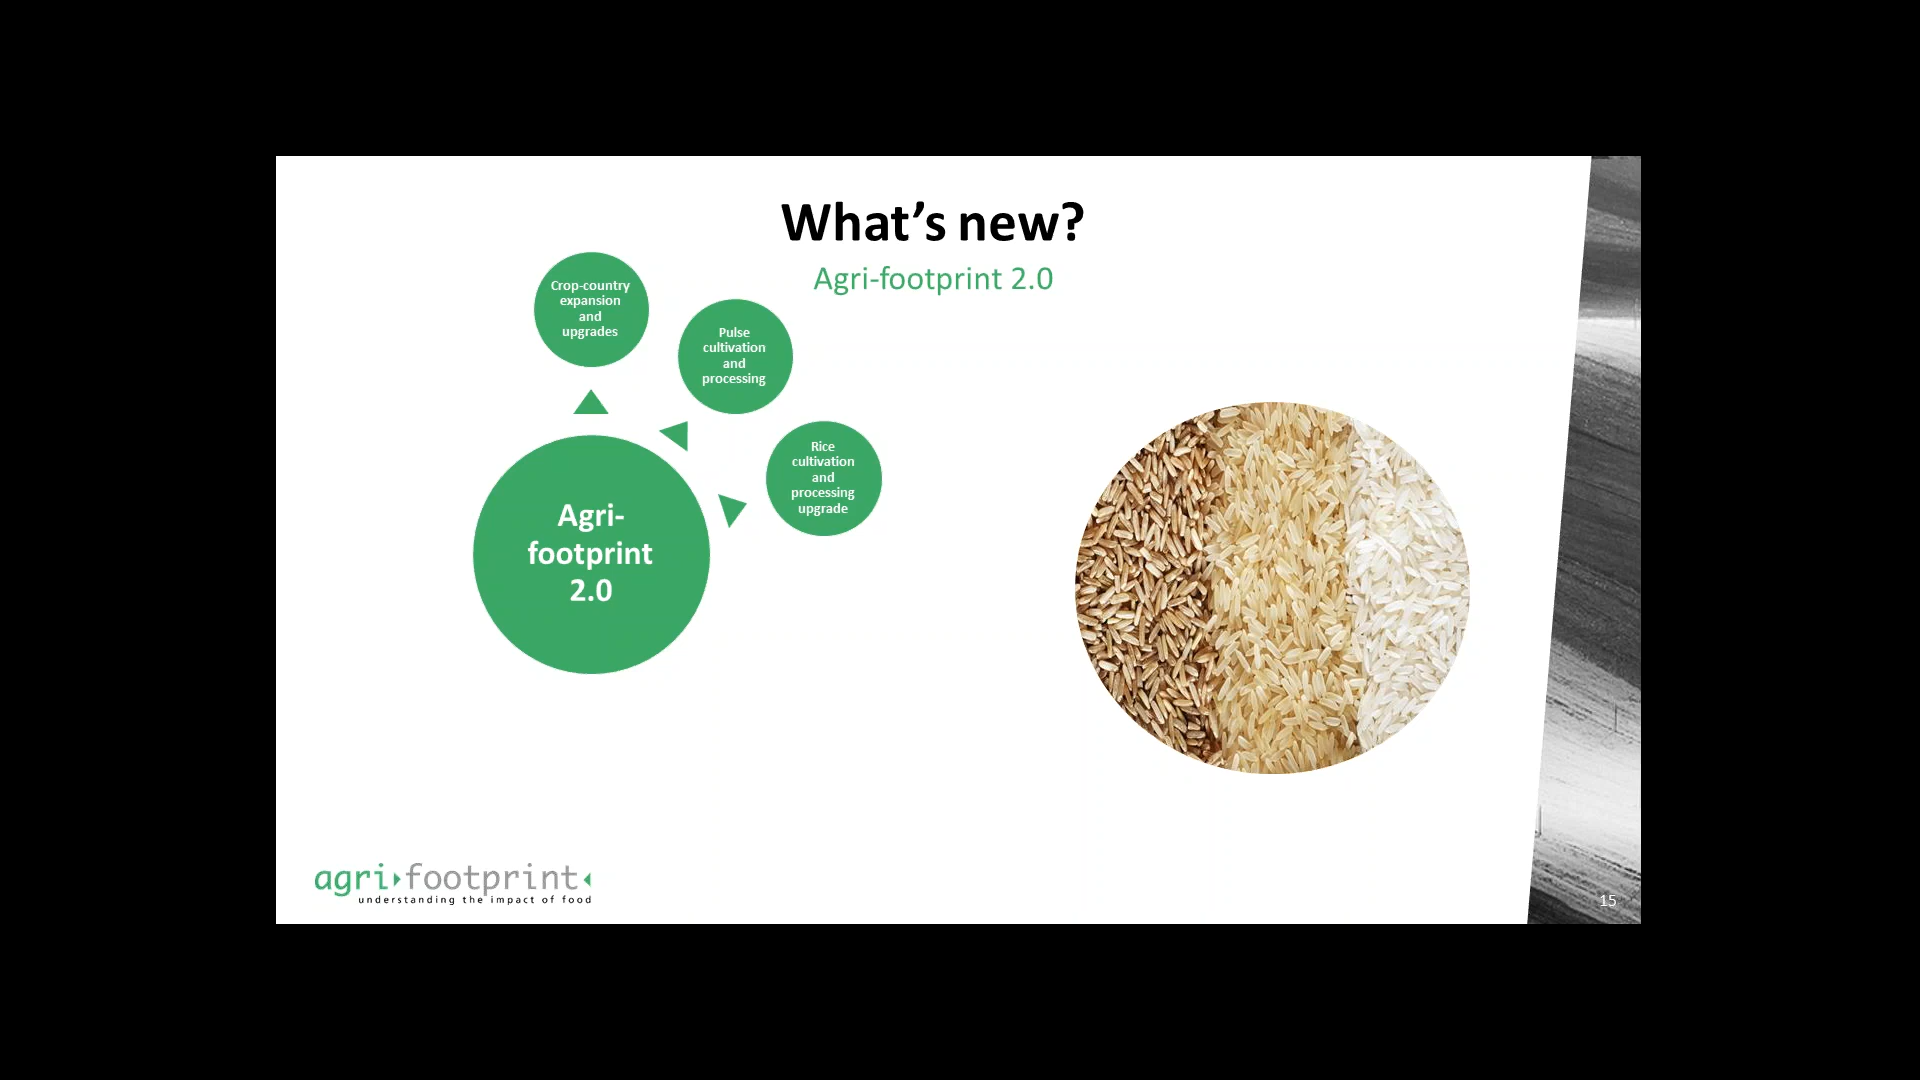 What's new?
Agri-footprint 2.0
Crop-country
expansion
and
upgrades
Pulse
cultivation
and
processing
Rice
cultivation
and
processing
upgrade
Agri-
footprint
2.0
agri footprint
understanding the impact of food
15